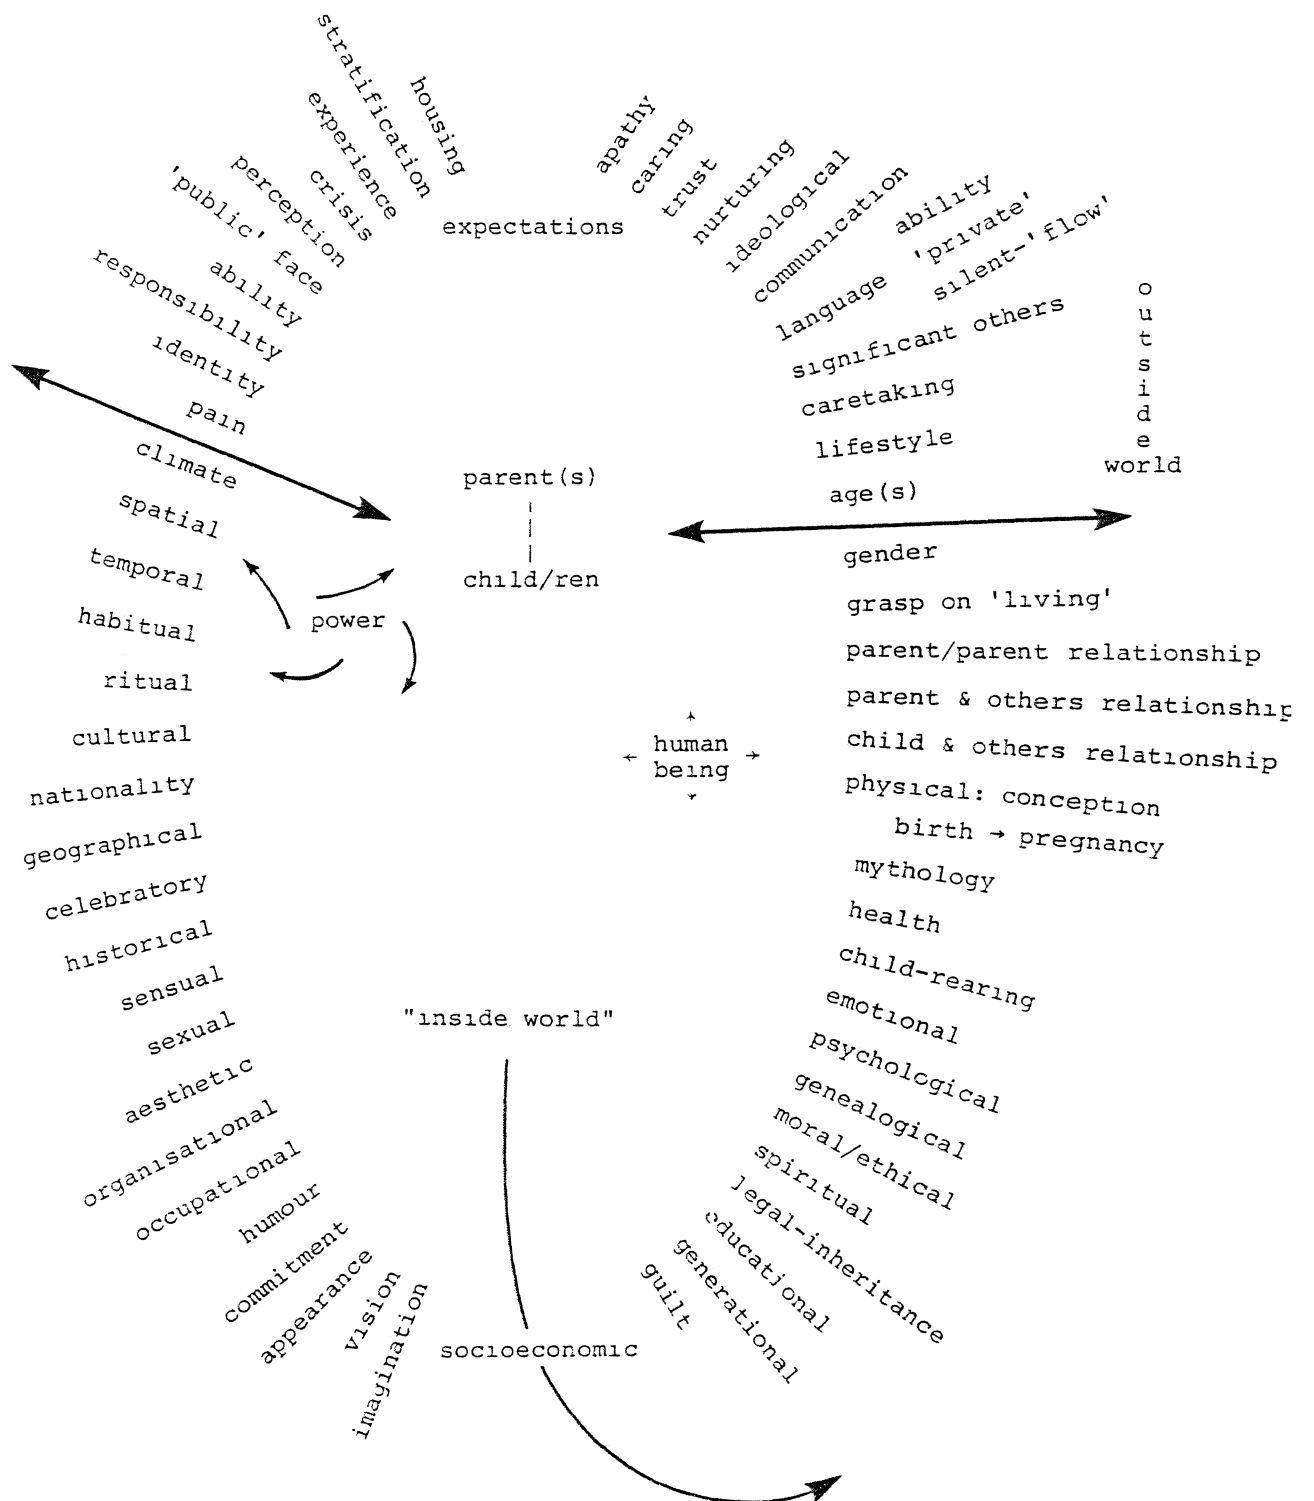 stratification
housing
experience
crisis
perception
'public' face
ability
responsibility
identity
pain
climate
spatial
temporal
habitual
ritual
cultural
nationality
geographical
celebratory
historical
sensual
sexual
aesthetic
organisational
occupational
humour
commitment
appearance
vision
imagination
expectations
parent(s)
child/ren
power
human
being
"inside world"
socioeconomic
apathy
caring
trust
nurturing
ideological
communication
language ability
'private'
silent-'flow'
significant others
caretaking
lifestyle
age(s)
outside
world
gender
grasp on 'living'
parent/parent relationship
parent & others relationship
child & others relationship
physical: conception
birth → pregnancy
mythology
health
child-rearing
emotional
psychological
genealogical
moral/ethical
spiritual
legal-inheritance
educational
generational
guilt